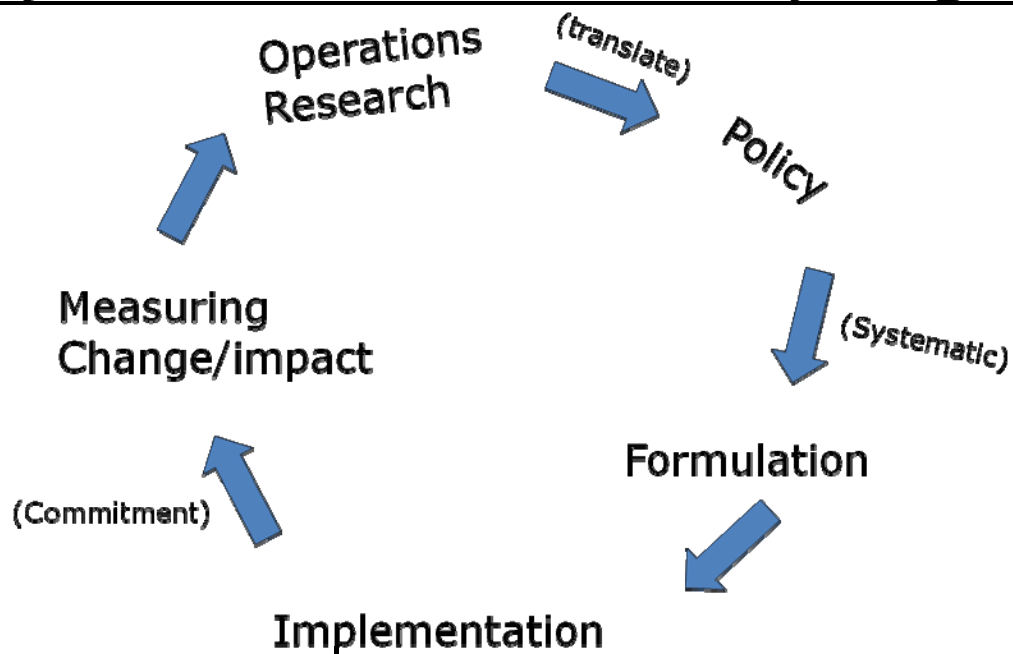 Operations
Research
(translate)
Policy
(Systematic)
Formulation
Implementation
(Commitment)
Measuring
Change/impact